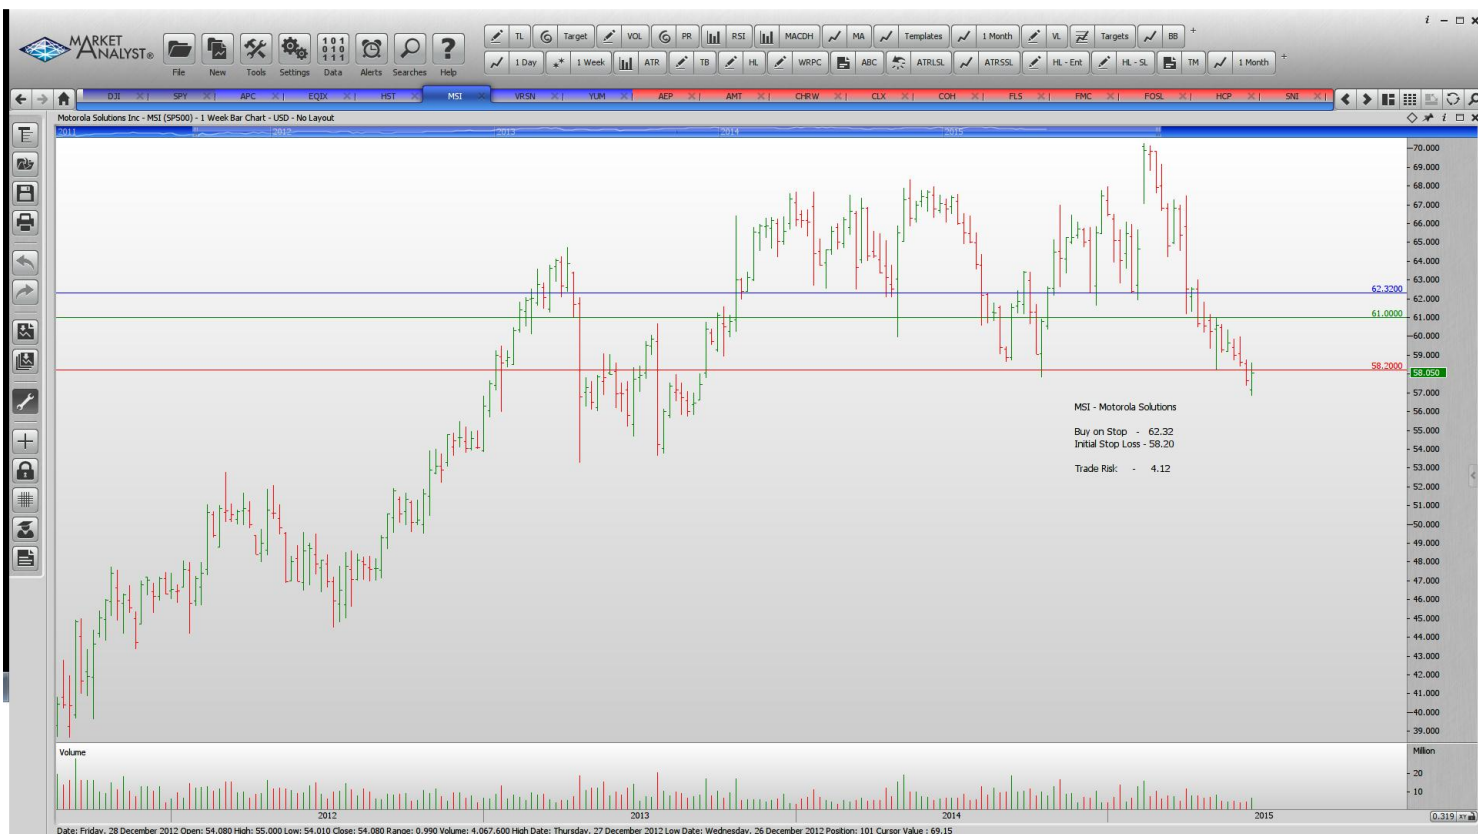 MARKET
ANALYST®
File New Tools Settings Data Alerts Searches Help
TL Target VOL PR RSI MACDH MA Templates 1 Month VL Targets BB +
1 Day 1 Week ATR TB HL WRPC ABC ATRLSL ATRSSL HL - Ent HL - SL TM 1 Month +
DJI SPY APC EQIX HST MSI VRSN YUM AEP AMT CHRW CLX COH FLS FMC FOSL HCP SNI
Motorola Solutions Inc - MSI (SP500) - 1 Week Bar Chart - USD - No Layout
2011 2012 2013 2014 2015
70.000
69.000
68.000
67.000
66.000
65.000
64.000
63.000
62.3200
62.000
61.0000 61.000
60.000
59.000
58.2000
58.050
57.000
MSI - Motorola Solutions
56.000
Buy on Stop - 62.32
55.000
Initial Stop Loss - 58.20
54.000
Trade Risk - 4.12
53.000
52.000
51.000
50.000
49.000
48.000
47.000
46.000
45.000
44.000
43.000
42.000
41.000
40.000
39.000
Volume Million
20
10
2012 2013 2014 2015 0.319 XY
Date: Friday, 28 December 2012 Open: 54.080 High: 55.000 Low: 54.010 Close: 54.080 Range: 0.990 Volume: 4,067,600 High Date: Thursday, 27 December 2012 Low Date: Wednesday, 26 December 2012 Position: 101 Cursor Value : 69.15